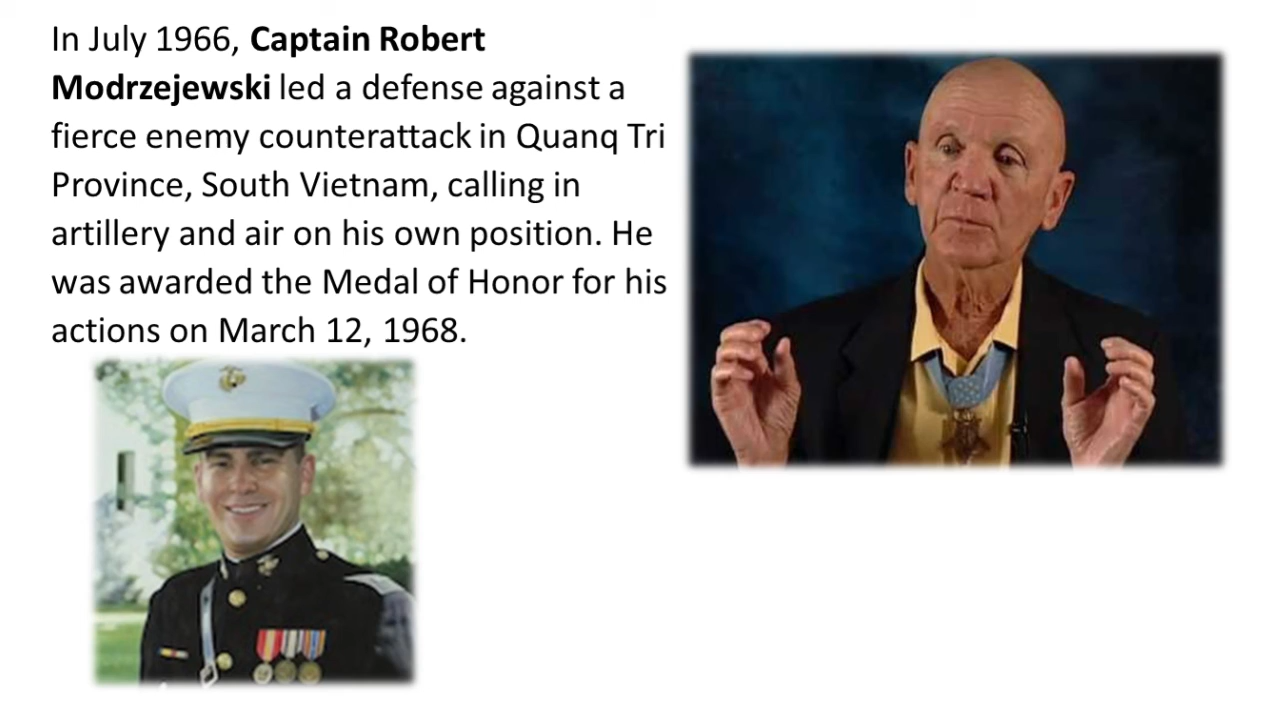 In July 1966, Captain Robert
Modrzejewski led a defense against a
fierce enemy counterattack in Quanq Tri
Province, South Vietnam, calling in
artillery and air on his own position. He
was awarded the Medal of Honor for his
actions on March 12, 1968.